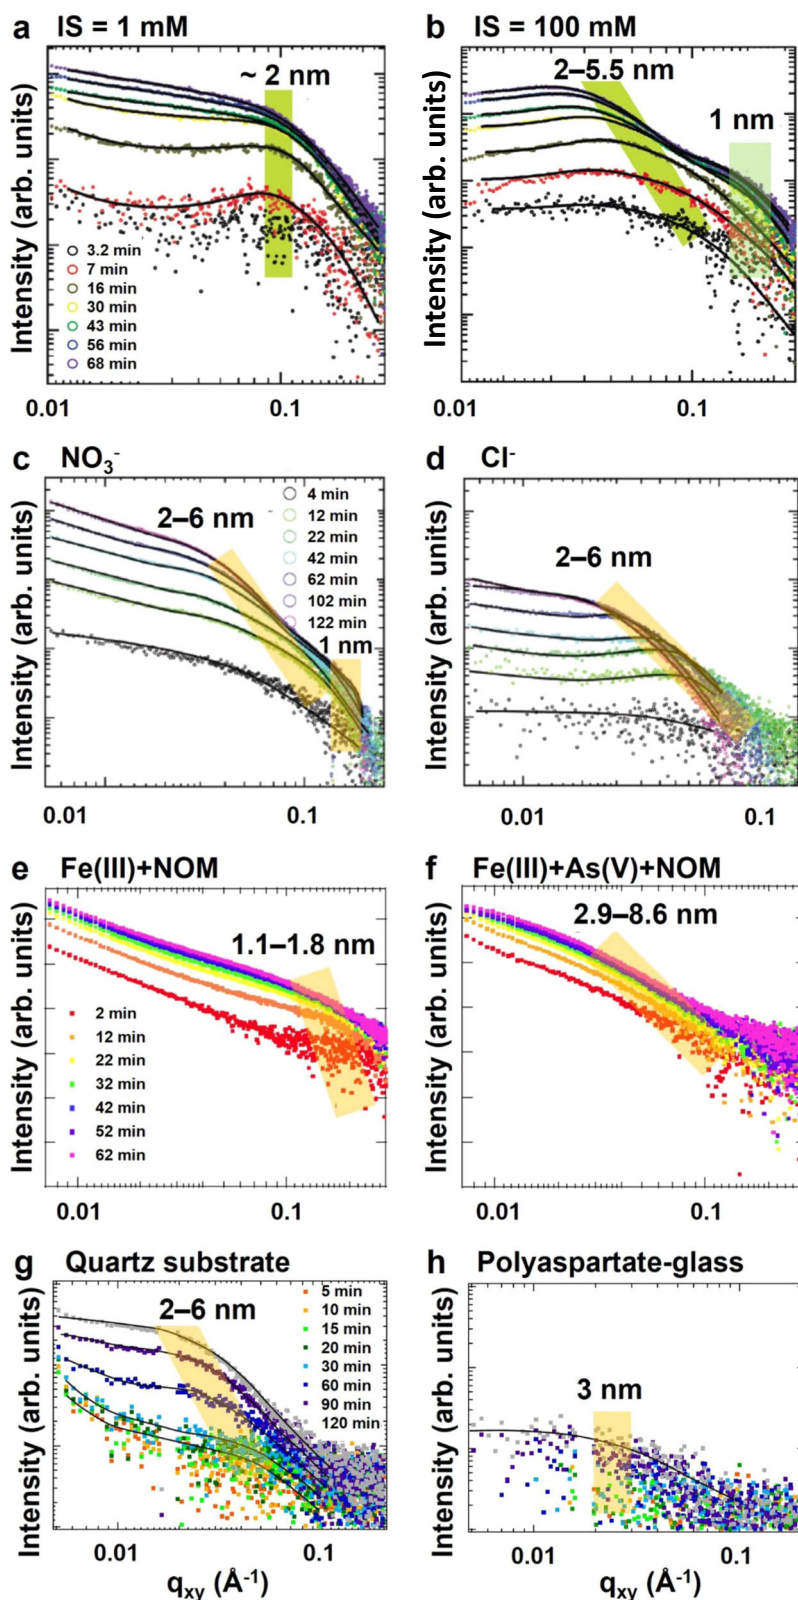 a IS = 1 mM
~ 2 nm
Intensity (arb. units)
3.2 min
7 min
16 min
30 min
43 min
56 min
68 min
0.01 0.1
b IS = 100 mM
2–5.5 nm
1 nm
Intensity (arb. units)
0.01 0.1
c NO₃⁻
2–6 nm
1 nm
Intensity (arb. units)
4 min
12 min
22 min
42 min
62 min
102 min
122 min
0.01 0.1
d Cl⁻
2–6 nm
Intensity (arb. units)
0.01 0.1
e Fe(III)+NOM
1.1–1.8 nm
Intensity (arb. units)
2 min
12 min
22 min
32 min
42 min
52 min
62 min
0.01 0.1
f Fe(III)+As(V)+NOM
2.9–8.6 nm
Intensity (arb. units)
0.01 0.1
g Quartz substrate
2–6 nm
Intensity (arb. units)
5 min
10 min
15 min
20 min
30 min
60 min
90 min
120 min
0.01 0.1
qxy (Å⁻¹)
h Polyaspartate-glass
3 nm
Intensity (arb. units)
0.01 0.1
qxy (Å⁻¹)